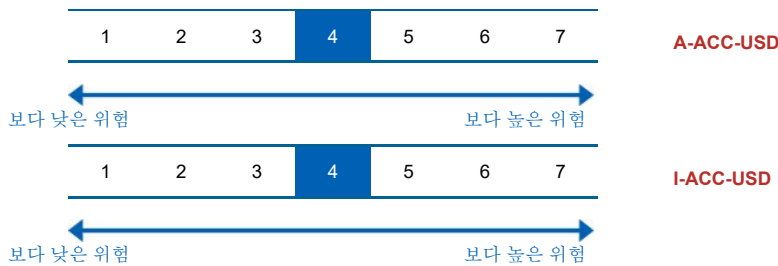 1 2 3 4 5 6 7 A-ACC-USD
보다 낮은 위험 보다 높은 위험
1 2 3 4 5 6 7 I-ACC-USD
보다 낮은 위험 보다 높은 위험